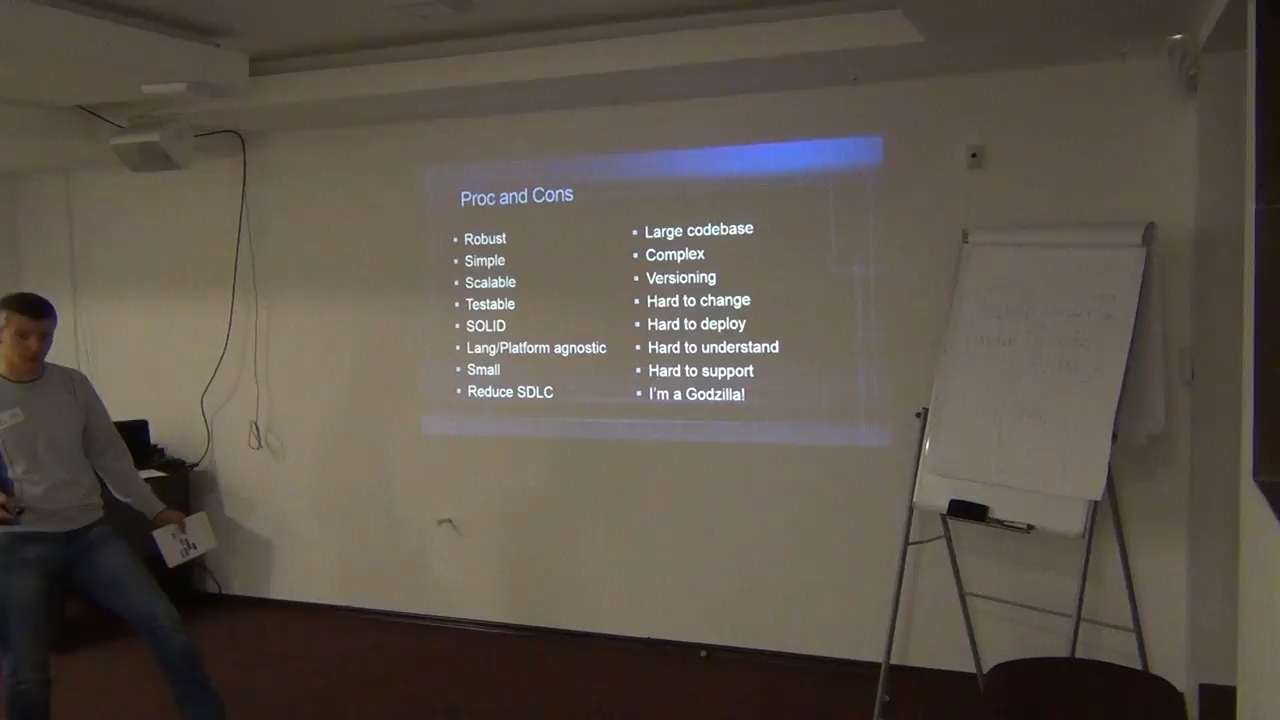 Proc and Cons
▪ Robust
▪ Simple
▪ Scalable
▪ Testable
▪ SOLID
▪ Lang/Platform agnostic
▪ Small
▪ Reduce SDLC
▪ Large codebase
▪ Complex
▪ Versioning
▪ Hard to change
▪ Hard to deploy
▪ Hard to understand
▪ Hard to support
▪ I'm a Godzilla!